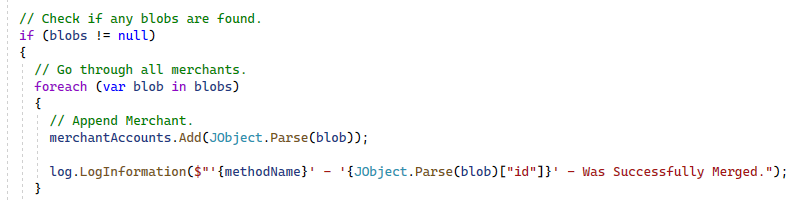 // Check if any blobs are found.
if (blobs != null)
{
// Go through all merchants.
foreach (var blob in blobs)
{
// Append Merchant.
merchantAccounts.Add(JObject.Parse(blob));
log.LogInformation($"'{methodName}' - '{JObject.Parse(blob)["id"]}' - Was Successfully Merged.");
}